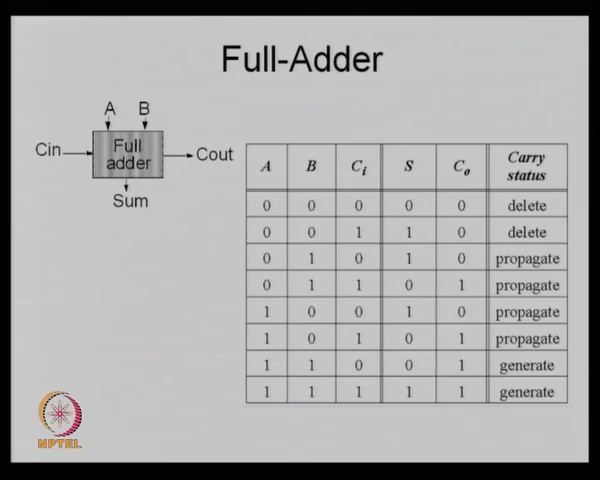 Full-Adder
A B
Cin Full adder Cout
Sum
A B Ci S Co Carry status
0 0 0 0 0 delete
0 0 1 1 0 delete
0 1 0 1 0 propagate
0 1 1 0 1 propagate
1 0 0 1 0 propagate
1 0 1 0 1 propagate
1 1 0 0 1 generate
1 1 1 1 1 generate
NPTEL